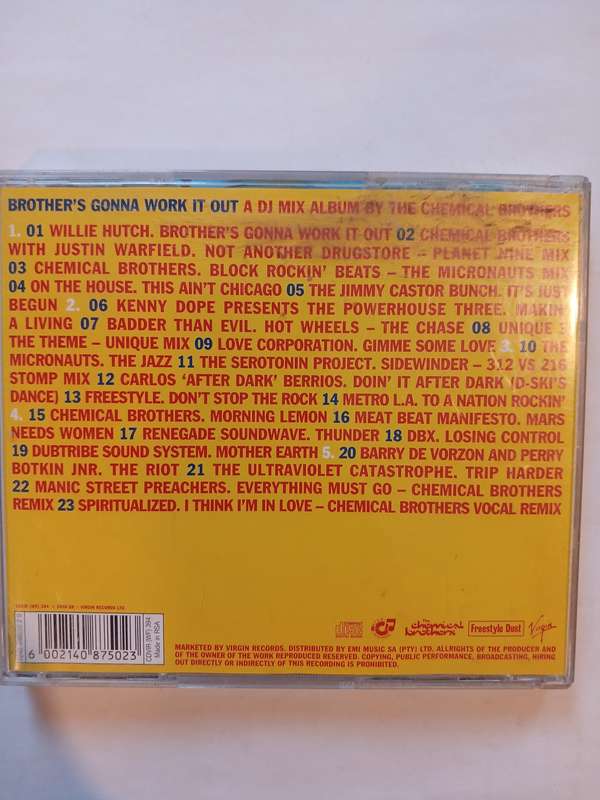 BROTHER'S GONNA WORK IT OUT A DJ MIX ALBUM BY THE CHEMICAL BROTHERS
1. 01 WILLIE HUTCH. BROTHER'S GONNA WORK IT OUT 02 CHEMICAL BROTHERS
WITH JUSTIN WARFIELD. NOT ANOTHER DRUGSTORE – PLANET NINE MIX
03 CHEMICAL BROTHERS. BLOCK ROCKIN' BEATS – THE MICRONAUTS MIX
04 ON THE HOUSE. THIS AIN'T CHICAGO 05 THE JIMMY CASTOR BUNCH. IT'S JUST
BEGUN 2. 06 KENNY DOPE PRESENTS THE POWERHOUSE THREE. MAKIN'
A LIVING 07 BADDER THAN EVIL. HOT WHEELS – THE CHASE 08 UNIQUE 3
THE THEME – UNIQUE MIX 09 LOVE CORPORATION. GIMME SOME LOVE 3. 10 THE
MICRONAUTS. THE JAZZ 11 THE SEROTONIN PROJECT. SIDEWINDER – 312 VS 216
STOMP MIX 12 CARLOS 'AFTER DARK' BERRIOS. DOIN' IT AFTER DARK (D-SKI'S
DANCE) 13 FREESTYLE. DON'T STOP THE ROCK 14 METRO L.A. TO A NATION ROCKIN'
4. 15 CHEMICAL BROTHERS. MORNING LEMON 16 MEAT BEAT MANIFESTO. MARS
NEEDS WOMEN 17 RENEGADE SOUNDWAVE. THUNDER 18 DBX. LOSING CONTROL
19 DUBTRIBE SOUND SYSTEM. MOTHER EARTH 5. 20 BARRY DE VORZON AND PERRY
BOTKIN JNR. THE RIOT 21 THE ULTRAVIOLET CATASTROPHE. TRIP HARDER
22 MANIC STREET PREACHERS. EVERYTHING MUST GO – CHEMICAL BROTHERS
REMIX 23 SPIRITUALIZED. I THINK I'M IN LOVE – CHEMICAL BROTHERS VOCAL REMIX
6 002140 875023
CDVIR (WF) 394
Made in RSA
the chemical brothers
Freestyle Dust
Virgin
MARKETED BY VIRGIN RECORDS. DISTRIBUTED BY EMI MUSIC SA (PTY) LTD. ALLRIGHTS OF THE PRODUCER AND
OF THE OWNER OF THE WORK REPRODUCED RESERVED. COPYING, PUBLIC PERFORMANCE, BROADCASTING, HIRING
OUT DIRECTLY OR INDIRECTLY OF THIS RECORDING IS PROHIBITED.